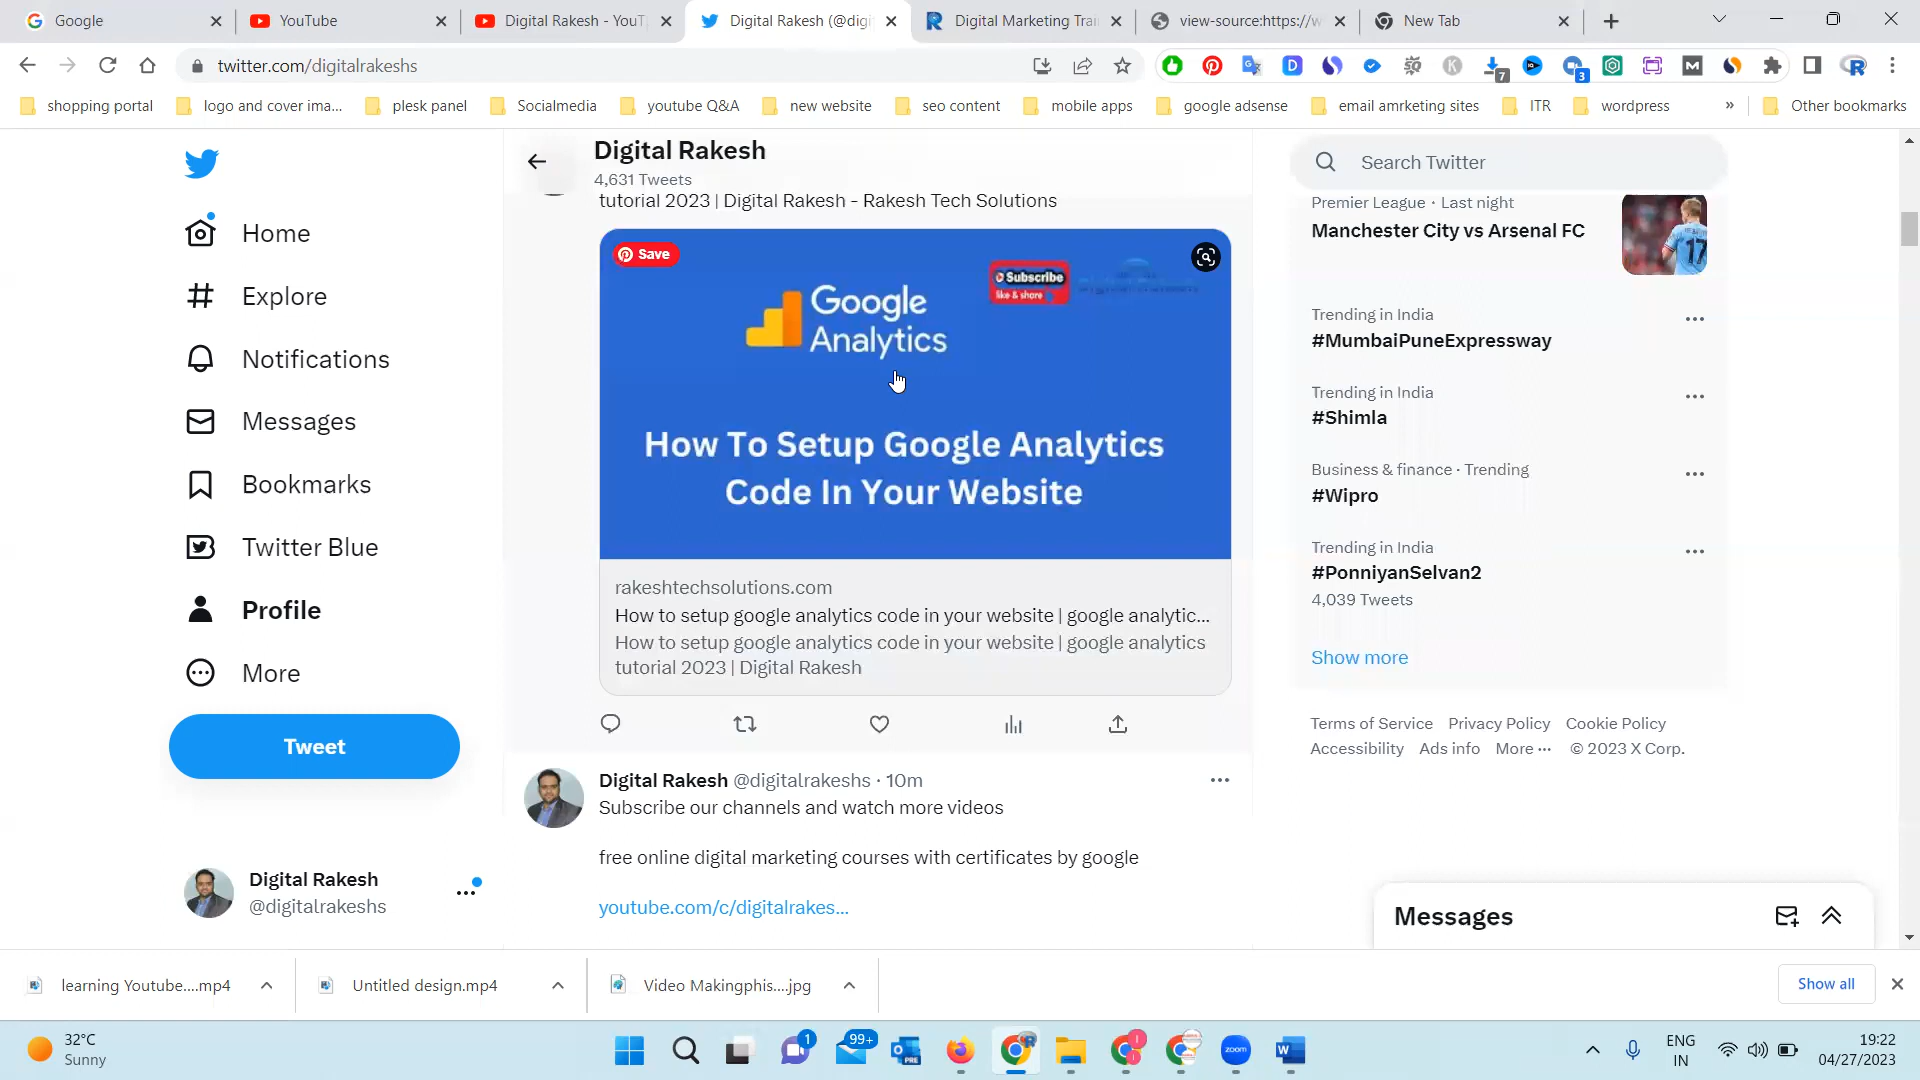 Google
YouTube
Digital Rakesh - YouT
Digital Rakesh (@digi
Digital Marketing Trai
view-source:https://w
New Tab
twitter.com/digitalrakeshs
7
3
shopping portal
logo and cover ima...
plesk panel
Socialmedia
youtube Q&A
new website
seo content
mobile apps
google adsense
email amrketing sites
ITR
wordpress
»
Other bookmarks
Home
Explore
Notifications
Messages
Bookmarks
Twitter Blue
Profile
More
Tweet
Digital Rakesh
@digitalrakeshs
Digital Rakesh
4,631 Tweets
tutorial 2023 | Digital Rakesh - Rakesh Tech Solutions
Save
Subscribe
like & share
Google
Analytics
How To Setup Google Analytics
Code In Your Website
rakeshtechsolutions.com
How to setup google analytics code in your website | google analytic...
How to setup google analytics code in your website | google analytics
tutorial 2023 | Digital Rakesh
Digital Rakesh @digitalrakeshs · 10m
Subscribe our channels and watch more videos
free online digital marketing courses with certificates by google
youtube.com/c/digitalrakes...
Search Twitter
Premier League · Last night
Manchester City vs Arsenal FC
17
Trending in India
#MumbaiPuneExpressway
Trending in India
#Shimla
Business & finance · Trending
#Wipro
Trending in India
#PonniyanSelvan2
4,039 Tweets
Show more
Terms of Service Privacy Policy Cookie Policy
Accessibility Ads info More ··· © 2023 X Corp.
Messages
learning Youtube....mp4
Untitled design.mp4
Video Makingphis....jpg
Show all
32°C
Sunny
1
99+
PRE
zoom
ENG
IN
19:22
04/27/2023